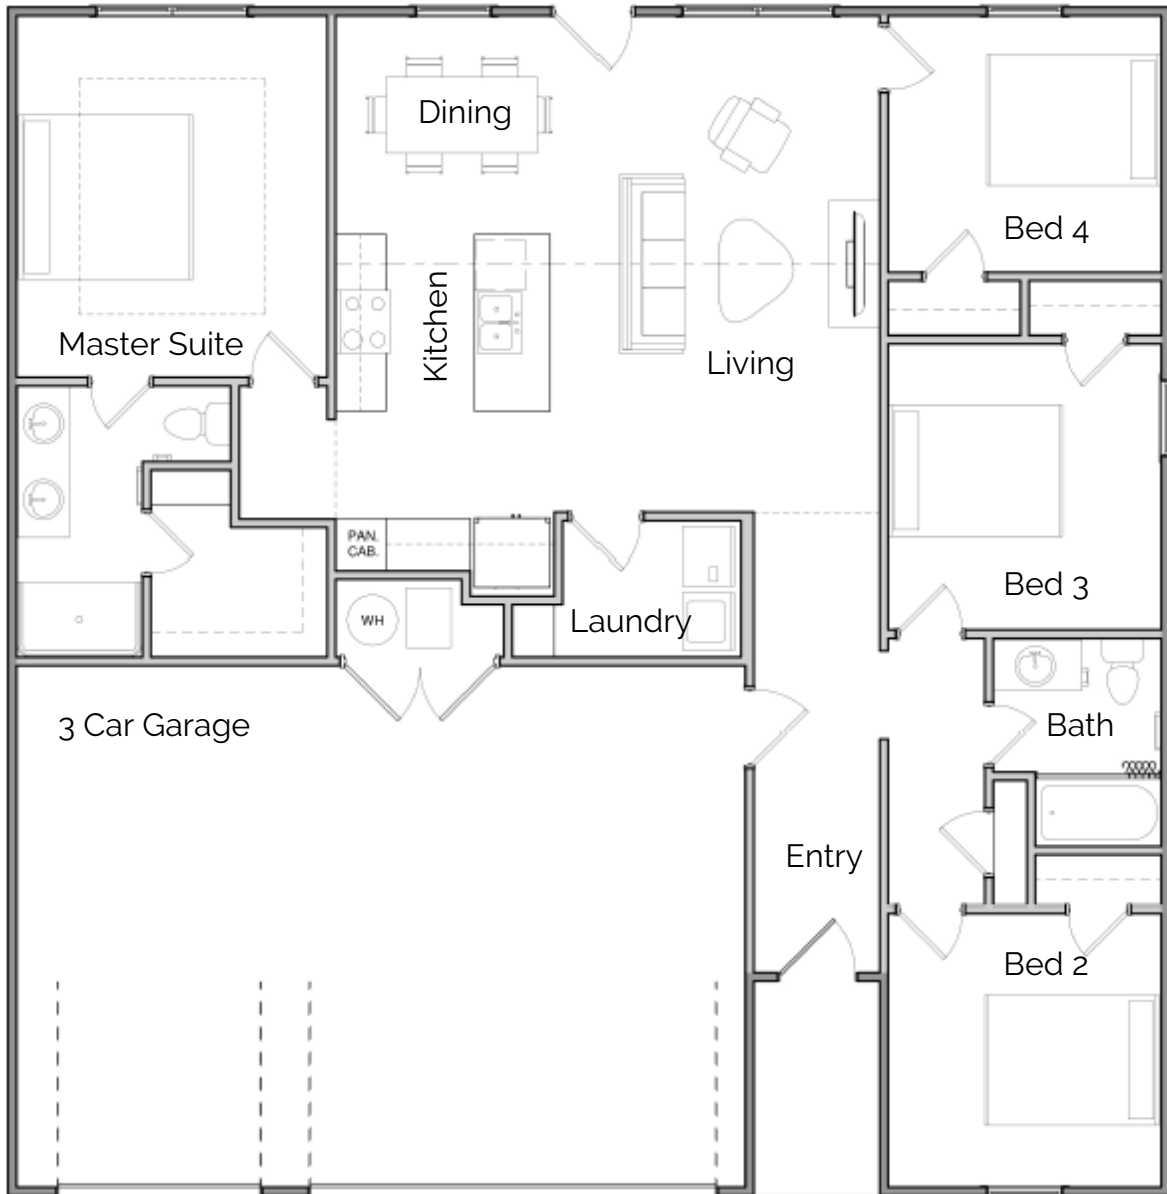 Dining
Bed 4
Kitchen
Master Suite
Living
PAN.
CAB.
Bed 3
WH
Laundry
3 Car Garage
Bath
Entry
Bed 2